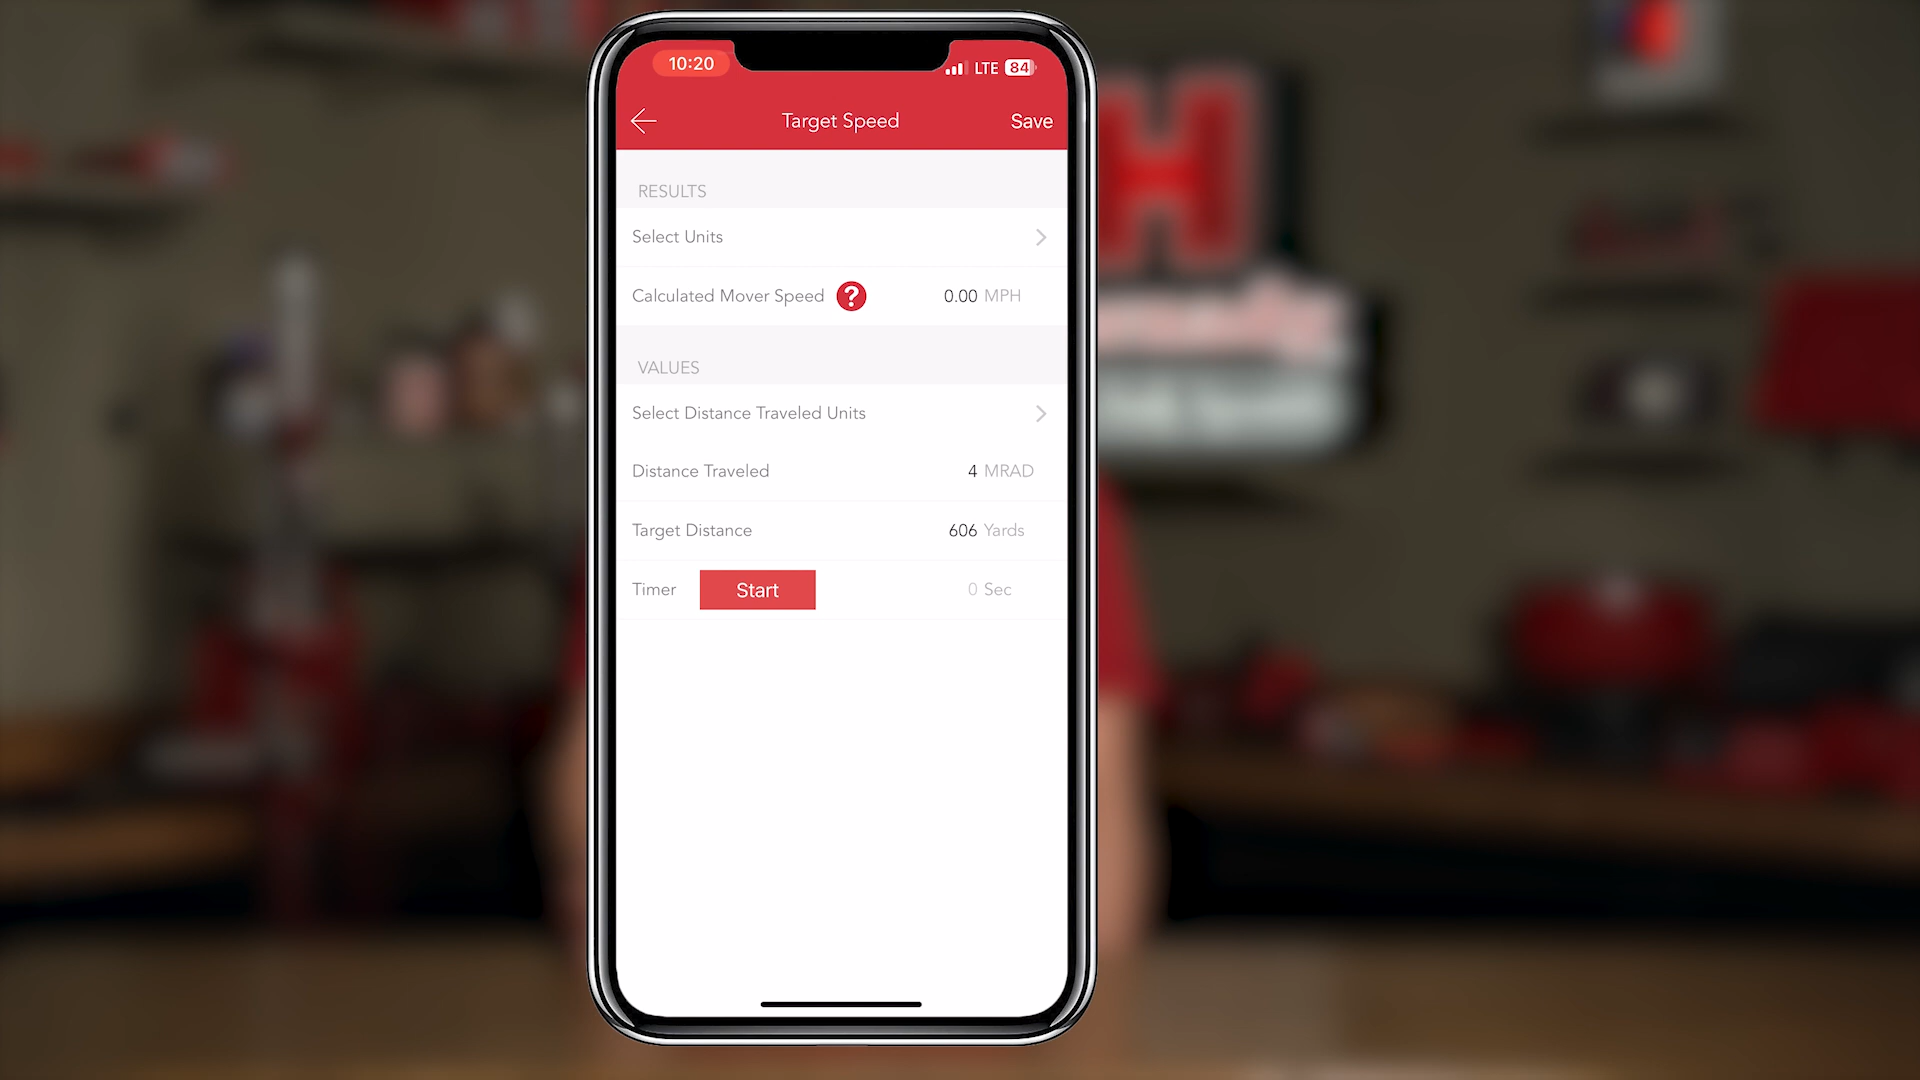 10:20
LTE 84
Target Speed
Save
RESULTS
Select Units
Calculated Mover Speed ? 0.00 MPH
VALUES
Select Distance Traveled Units
Distance Traveled 4 MRAD
Target Distance 606 Yards
Timer Start 0 Sec
H